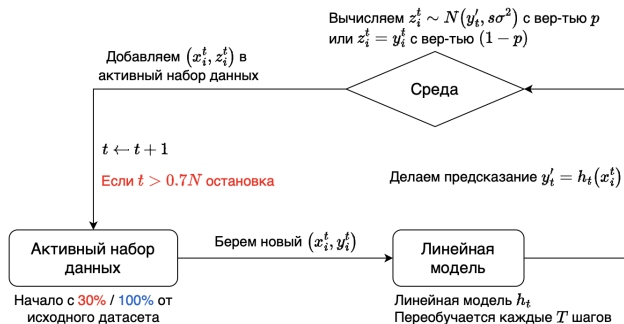 Вычисляем $z_i^t \sim N(y_t', s\sigma^2)$ с вер-тью $p$
или $z_i^t = y_i^t$ с вер-тью $(1-p)$
Добавляем $(x_i^t, z_i^t)$ в
активный набор данных
Среда
$t \leftarrow t+1$
Если $t > 0.7N$ остановка
Делаем предсказание $y_t' = h_t(x_i^t)$
Активный набор
данных
Берем новый $(x_i^t, y_i^t)$
Линейная
модель
Начало с 30% / 100% от
исходного датасета
Линейная модель $h_t$
Переобучается каждые $T$ шагов